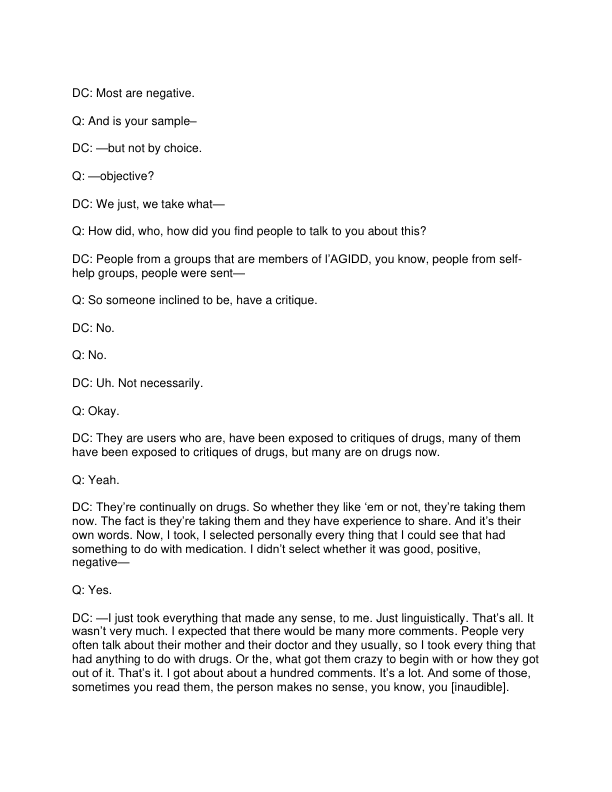 DC: Most are negative.
Q: And is your sample–
DC: —but not by choice.
Q: —objective?
DC: We just, we take what—
Q: How did, who, how did you find people to talk to you about this?
DC: People from a groups that are members of l’AGIDD, you know, people from self-
help groups, people were sent—
Q: So someone inclined to be, have a critique.
DC: No.
Q: No.
DC: Uh. Not necessarily.
Q: Okay.
DC: They are users who are, have been exposed to critiques of drugs, many of them
have been exposed to critiques of drugs, but many are on drugs now.
Q: Yeah.
DC: They’re continually on drugs. So whether they like ‘em or not, they’re taking them
now. The fact is they’re taking them and they have experience to share. And it’s their
own words. Now, I took, I selected personally every thing that I could see that had
something to do with medication. I didn’t select whether it was good, positive,
negative—
Q: Yes.
DC: —I just took everything that made any sense, to me. Just linguistically. That’s all. It
wasn’t very much. I expected that there would be many more comments. People very
often talk about their mother and their doctor and they usually, so I took every thing that
had anything to do with drugs. Or the, what got them crazy to begin with or how they got
out of it. That’s it. I got about about a hundred comments. It’s a lot. And some of those,
sometimes you read them, the person makes no sense, you know, you [inaudible].